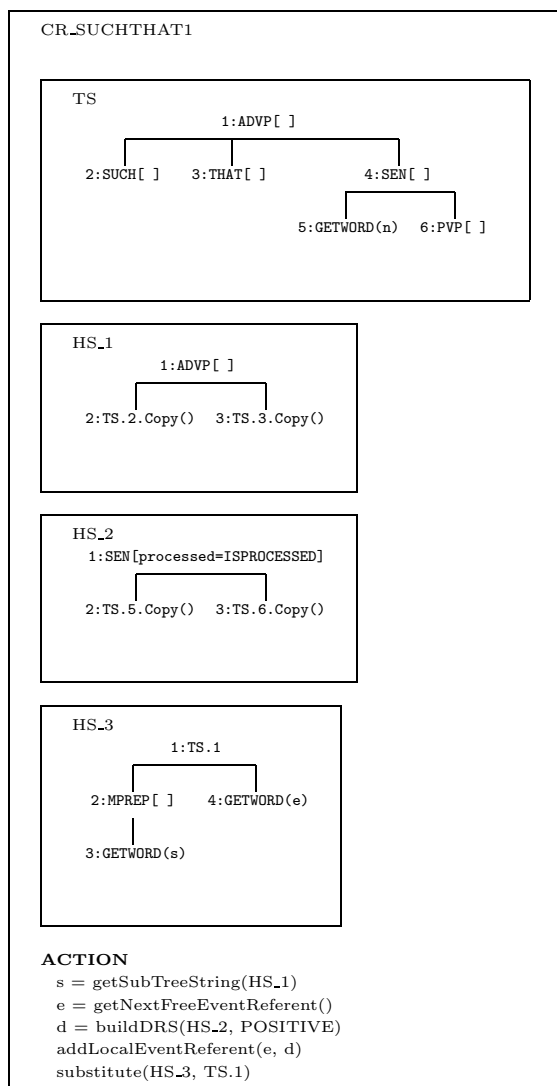 CR_SUCHTHAT1
TS
1:ADVP[ ]
2:SUCH[ ] 3:THAT[ ] 4:SEN[ ]
5:GETWORD(n) 6:PVP[ ]
HS_1
1:ADVP[ ]
2:TS.2.Copy() 3:TS.3.Copy()
HS_2
1:SEN[processed=ISPROCESSED]
2:TS.5.Copy() 3:TS.6.Copy()
HS_3
1:TS.1
2:MPREP[ ] 4:GETWORD(e)
3:GETWORD(s)
ACTION
s = getSubTreeString(HS_1)
e = getNextFreeEventReferent()
d = buildDRS(HS_2, POSITIVE)
addLocalEventReferent(e, d)
substitute(HS_3, TS.1)